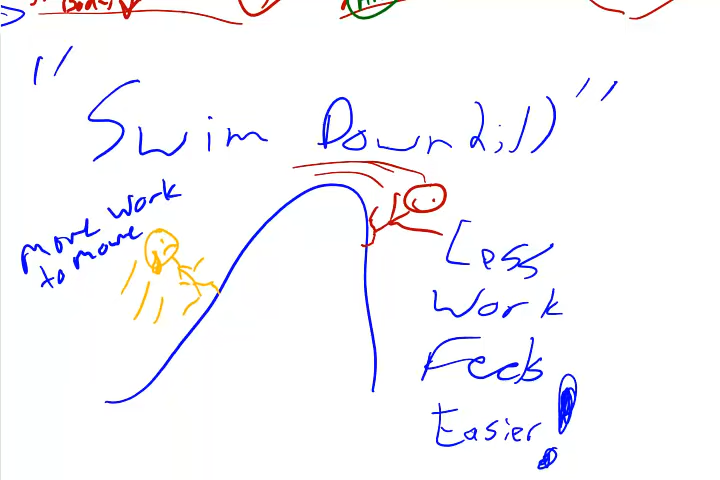 "Swim Downhill"
more work
to move
Less
Work
Feels
Easier!